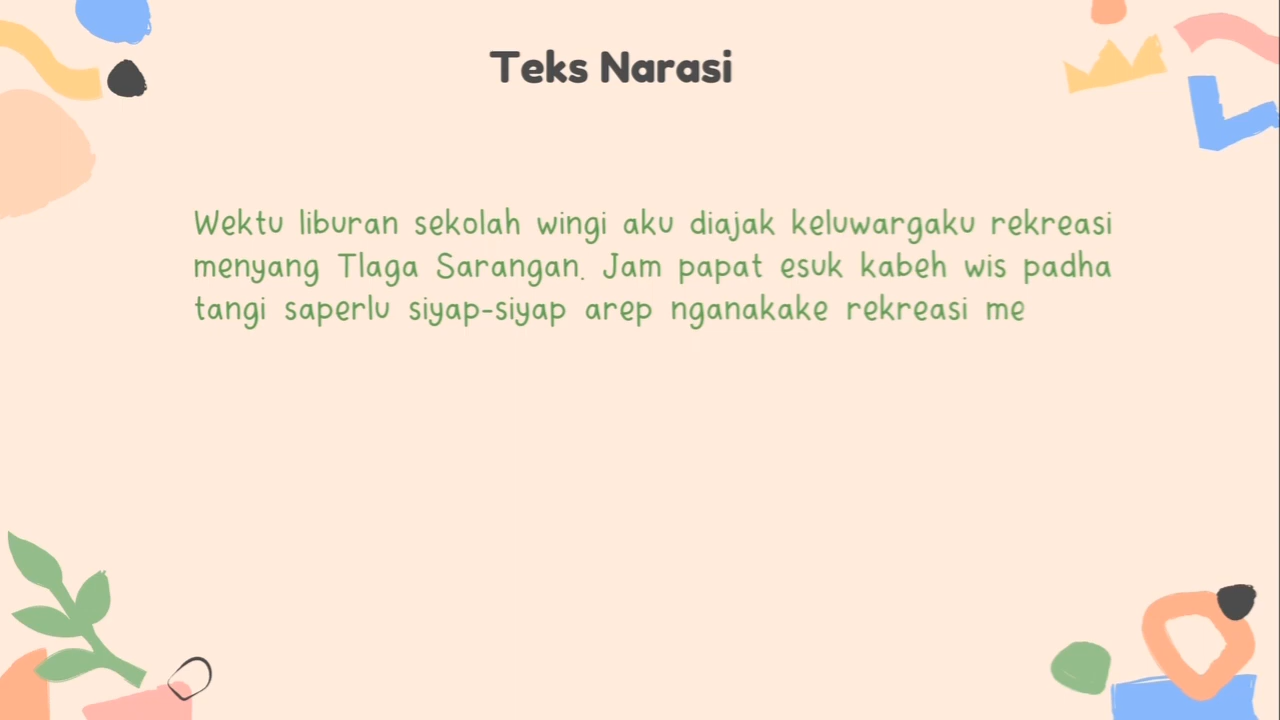 Teks Narasi
Wektu liburan sekolah wingi aku diajak keluwargaku rekreasi
menyang Tlaga Sarangan. Jam papat esuk kabeh wis padha
tangi saperlu siyap-siyap arep nganakake rekreasi me